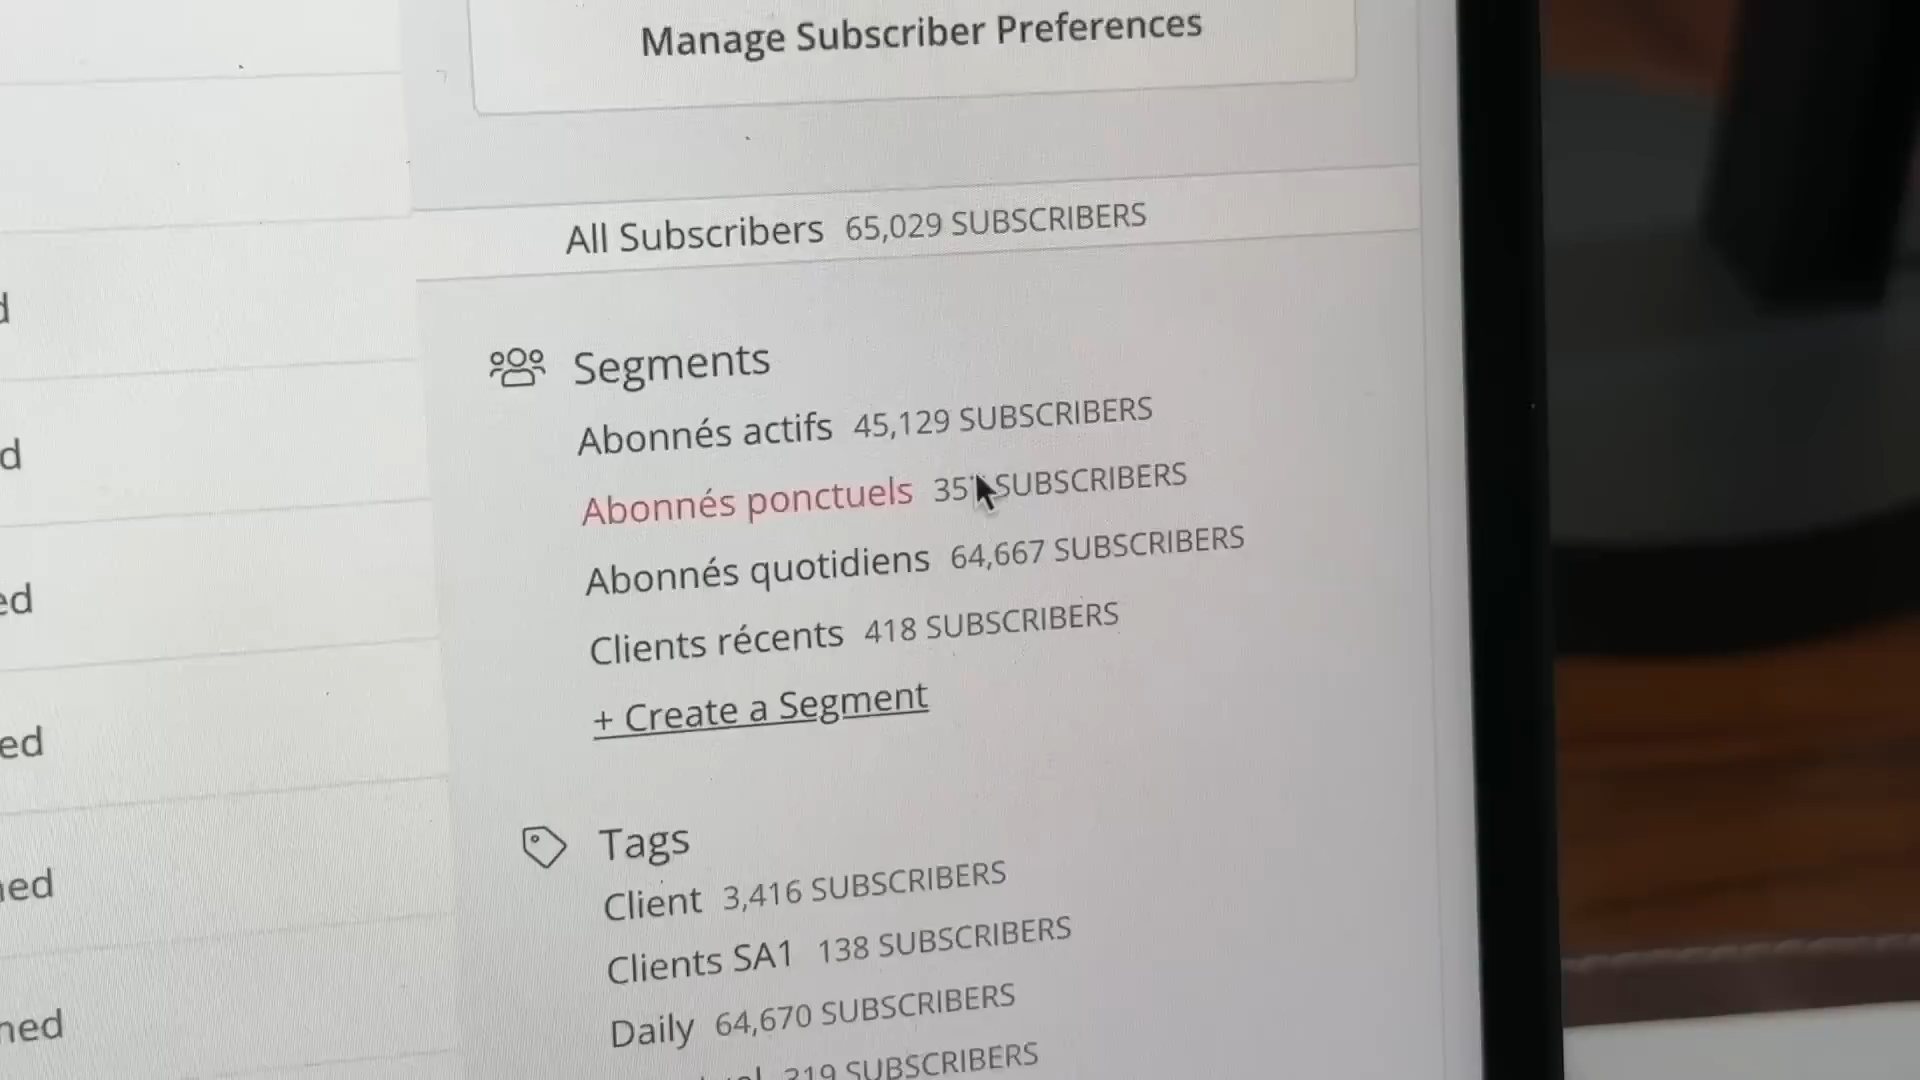 Manage Subscriber Preferences
All Subscribers 65,029 SUBSCRIBERS
Segments
Abonnés actifs 45,129 SUBSCRIBERS
Abonnés ponctuels SUBSCRIBERS
Abonnés quotidiens 64,667 SUBSCRIBERS
Clients récents 418 SUBSCRIBERS
+ Create a Segment
Tags
Client 3,416 SUBSCRIBERS
Clients SA1 138 SUBSCRIBERS
Daily 64,670 SUBSCRIBERS
319 SUBSCRIBERS